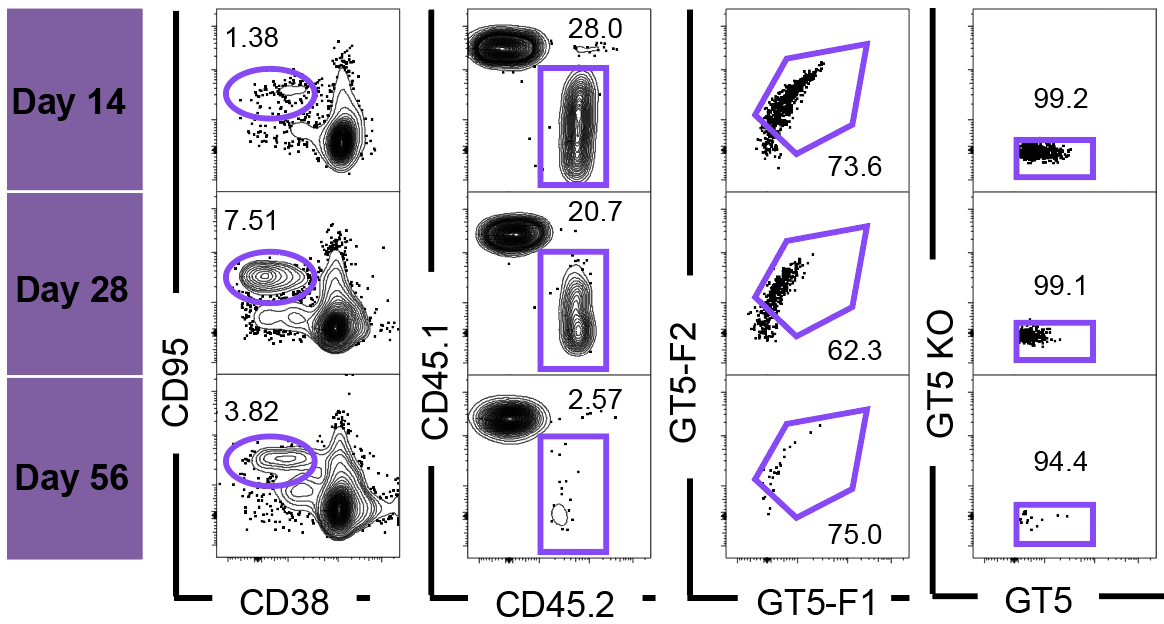 Day 14
1.38
28.0
73.6
99.2
Day 28
7.51
20.7
62.3
99.1
Day 56
3.82
2.57
75.0
94.4
CD95
CD45.1
GT5-F2
GT5 KO
CD38
CD45.2
GT5-F1
GT5